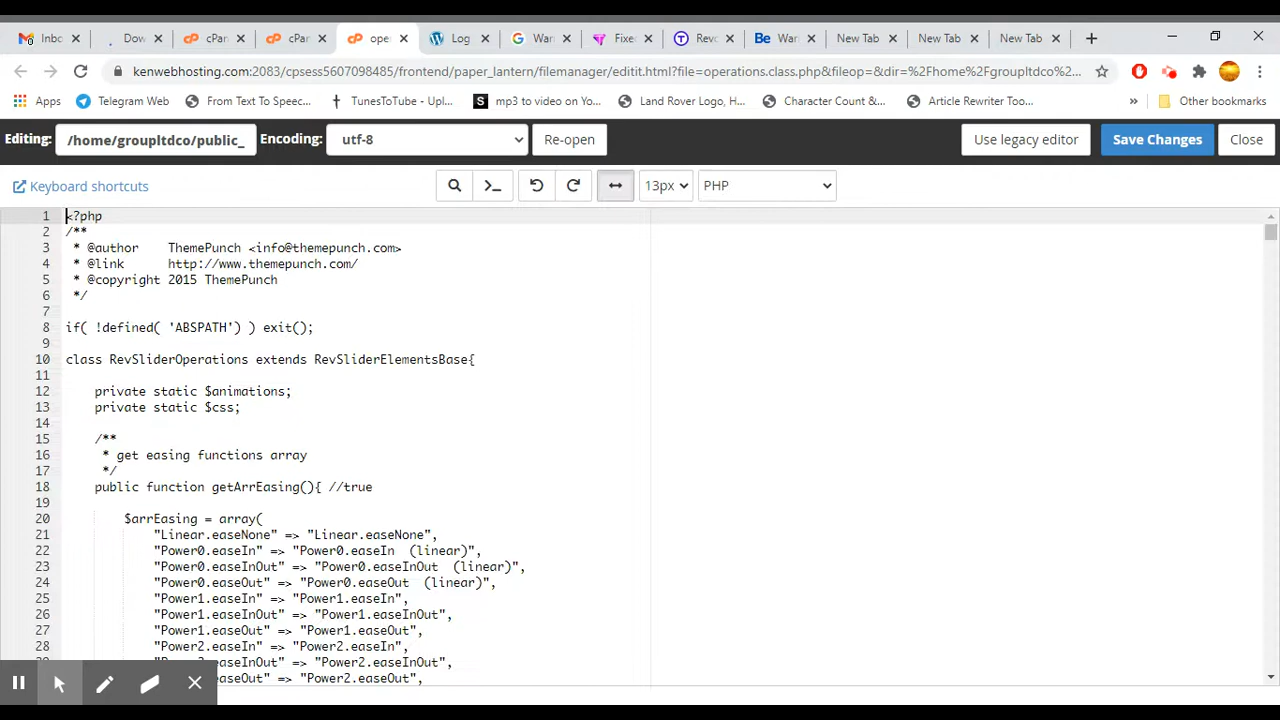 Inbc
Dow
cPan
cPan
oper
Log
War
Fixe
Revo
War
New Tab
New Tab
New Tab
kenwebhosting.com:2083/cpsess5607098485/frontend/paper_lantern/filemanager/editit.html?file=operations.class.php&fileop=&dir=%2Fhome%2Fgroupltdco%2Fpublic_...
Apps
Telegram Web
From Text To Speec...
TunesToTube - Upl...
mp3 to video on Yo...
Land Rover Logo, H...
Character Count &...
Article Rewriter Too...
»
Other bookmarks
Editing:
/home/groupltdco/public_
Encoding:
utf-8
Re-open
Use legacy editor
Save Changes
Close
Keyboard shortcuts
13px
PHP
1 <?php
2 /**
3 * @author ThemePunch <info@themepunch.com>
4 * @link http://www.themepunch.com/
5 * @copyright 2015 ThemePunch
6 */
7
8 if( !defined( 'ABSPATH') ) exit();
9
10 class RevSliderOperations extends RevSliderElementsBase{
11
12 private static $animations;
13 private static $css;
14
15 /**
16 * get easing functions array
17 */
18 public function getArrEasing(){ //true
19
20 $arrEasing = array(
21 "Linear.easeNone" => "Linear.easeNone",
22 "Power0.easeIn" => "Power0.easeIn (linear)",
23 "Power0.easeInOut" => "Power0.easeInOut (linear)",
24 "Power0.easeOut" => "Power0.easeOut (linear)",
25 "Power1.easeIn" => "Power1.easeIn",
26 "Power1.easeInOut" => "Power1.easeInOut",
27 "Power1.easeOut" => "Power1.easeOut",
28 "Power2.easeIn" => "Power2.easeIn",
.easeInOut" => "Power2.easeInOut",
.easeOut" => "Power2.easeOut",